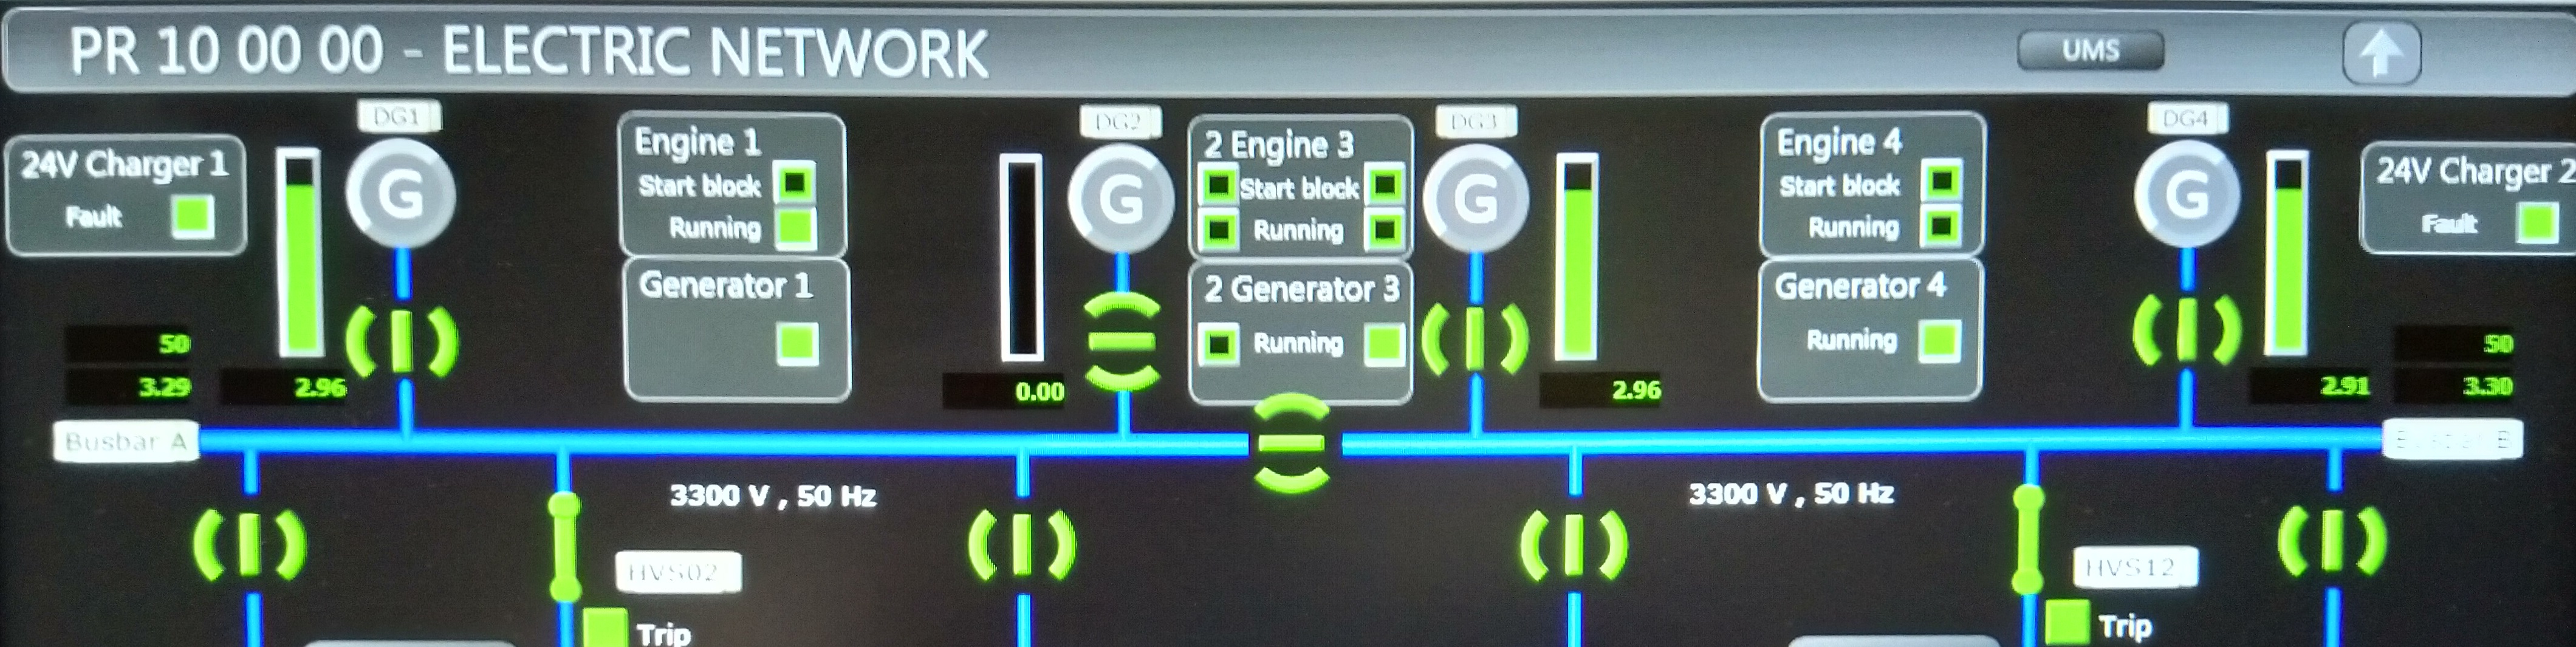 PR 10 00 00 - ELECTRIC NETWORK
UMS
DG1
DG2
DG3
DG4
24V Charger 1
Fault
G
Engine 1
Start block
Running
Generator 1
G
2 Engine 3
Start block
Running
2 Generator 3
Running
G
Engine 4
Start block
Running
Generator 4
Running
G
24V Charger 2
Fault
50
3.29
2.96
0.00
2.96
2.91
50
3.30
Busbar A
3300 V , 50 Hz
3300 V , 50 Hz
HVS02
Trip
HVS12
Trip